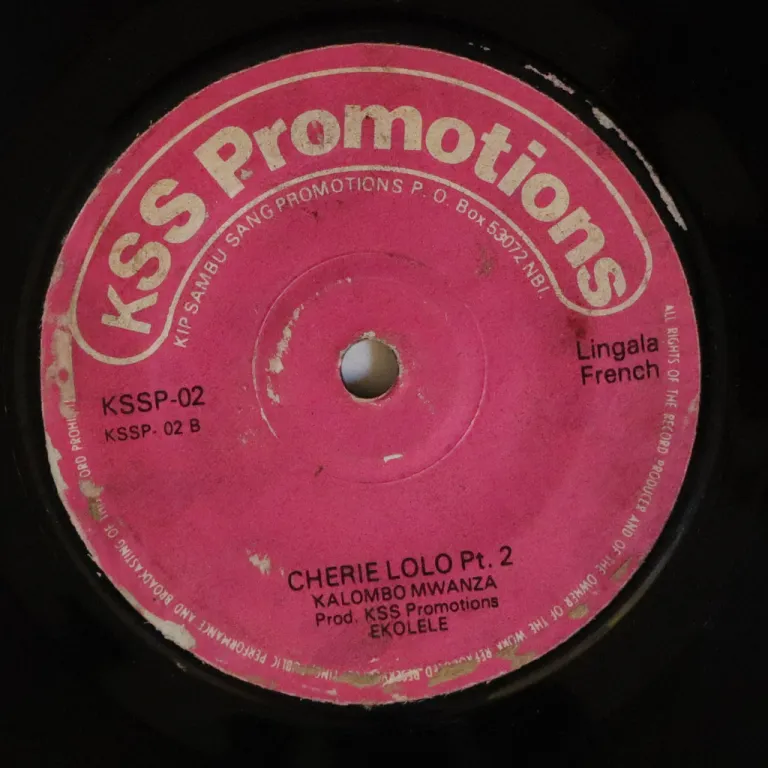 KSS Promotions
KIP SAMBU SANG PROMOTIONS P. O. Box 53072 NBI.
Lingala
French
KSSP-02
KSSP- 02 B
CHERIE LOLO Pt. 2
KALOMBO MWANZA
Prod. KSS Promotions
EKOLELE
ALL RIGHTS OF THE RECORD PRODUCER AND OF THE OWNER OF THE WORK
PUBLIC PERFORMANCE AND BROADCASTING OF